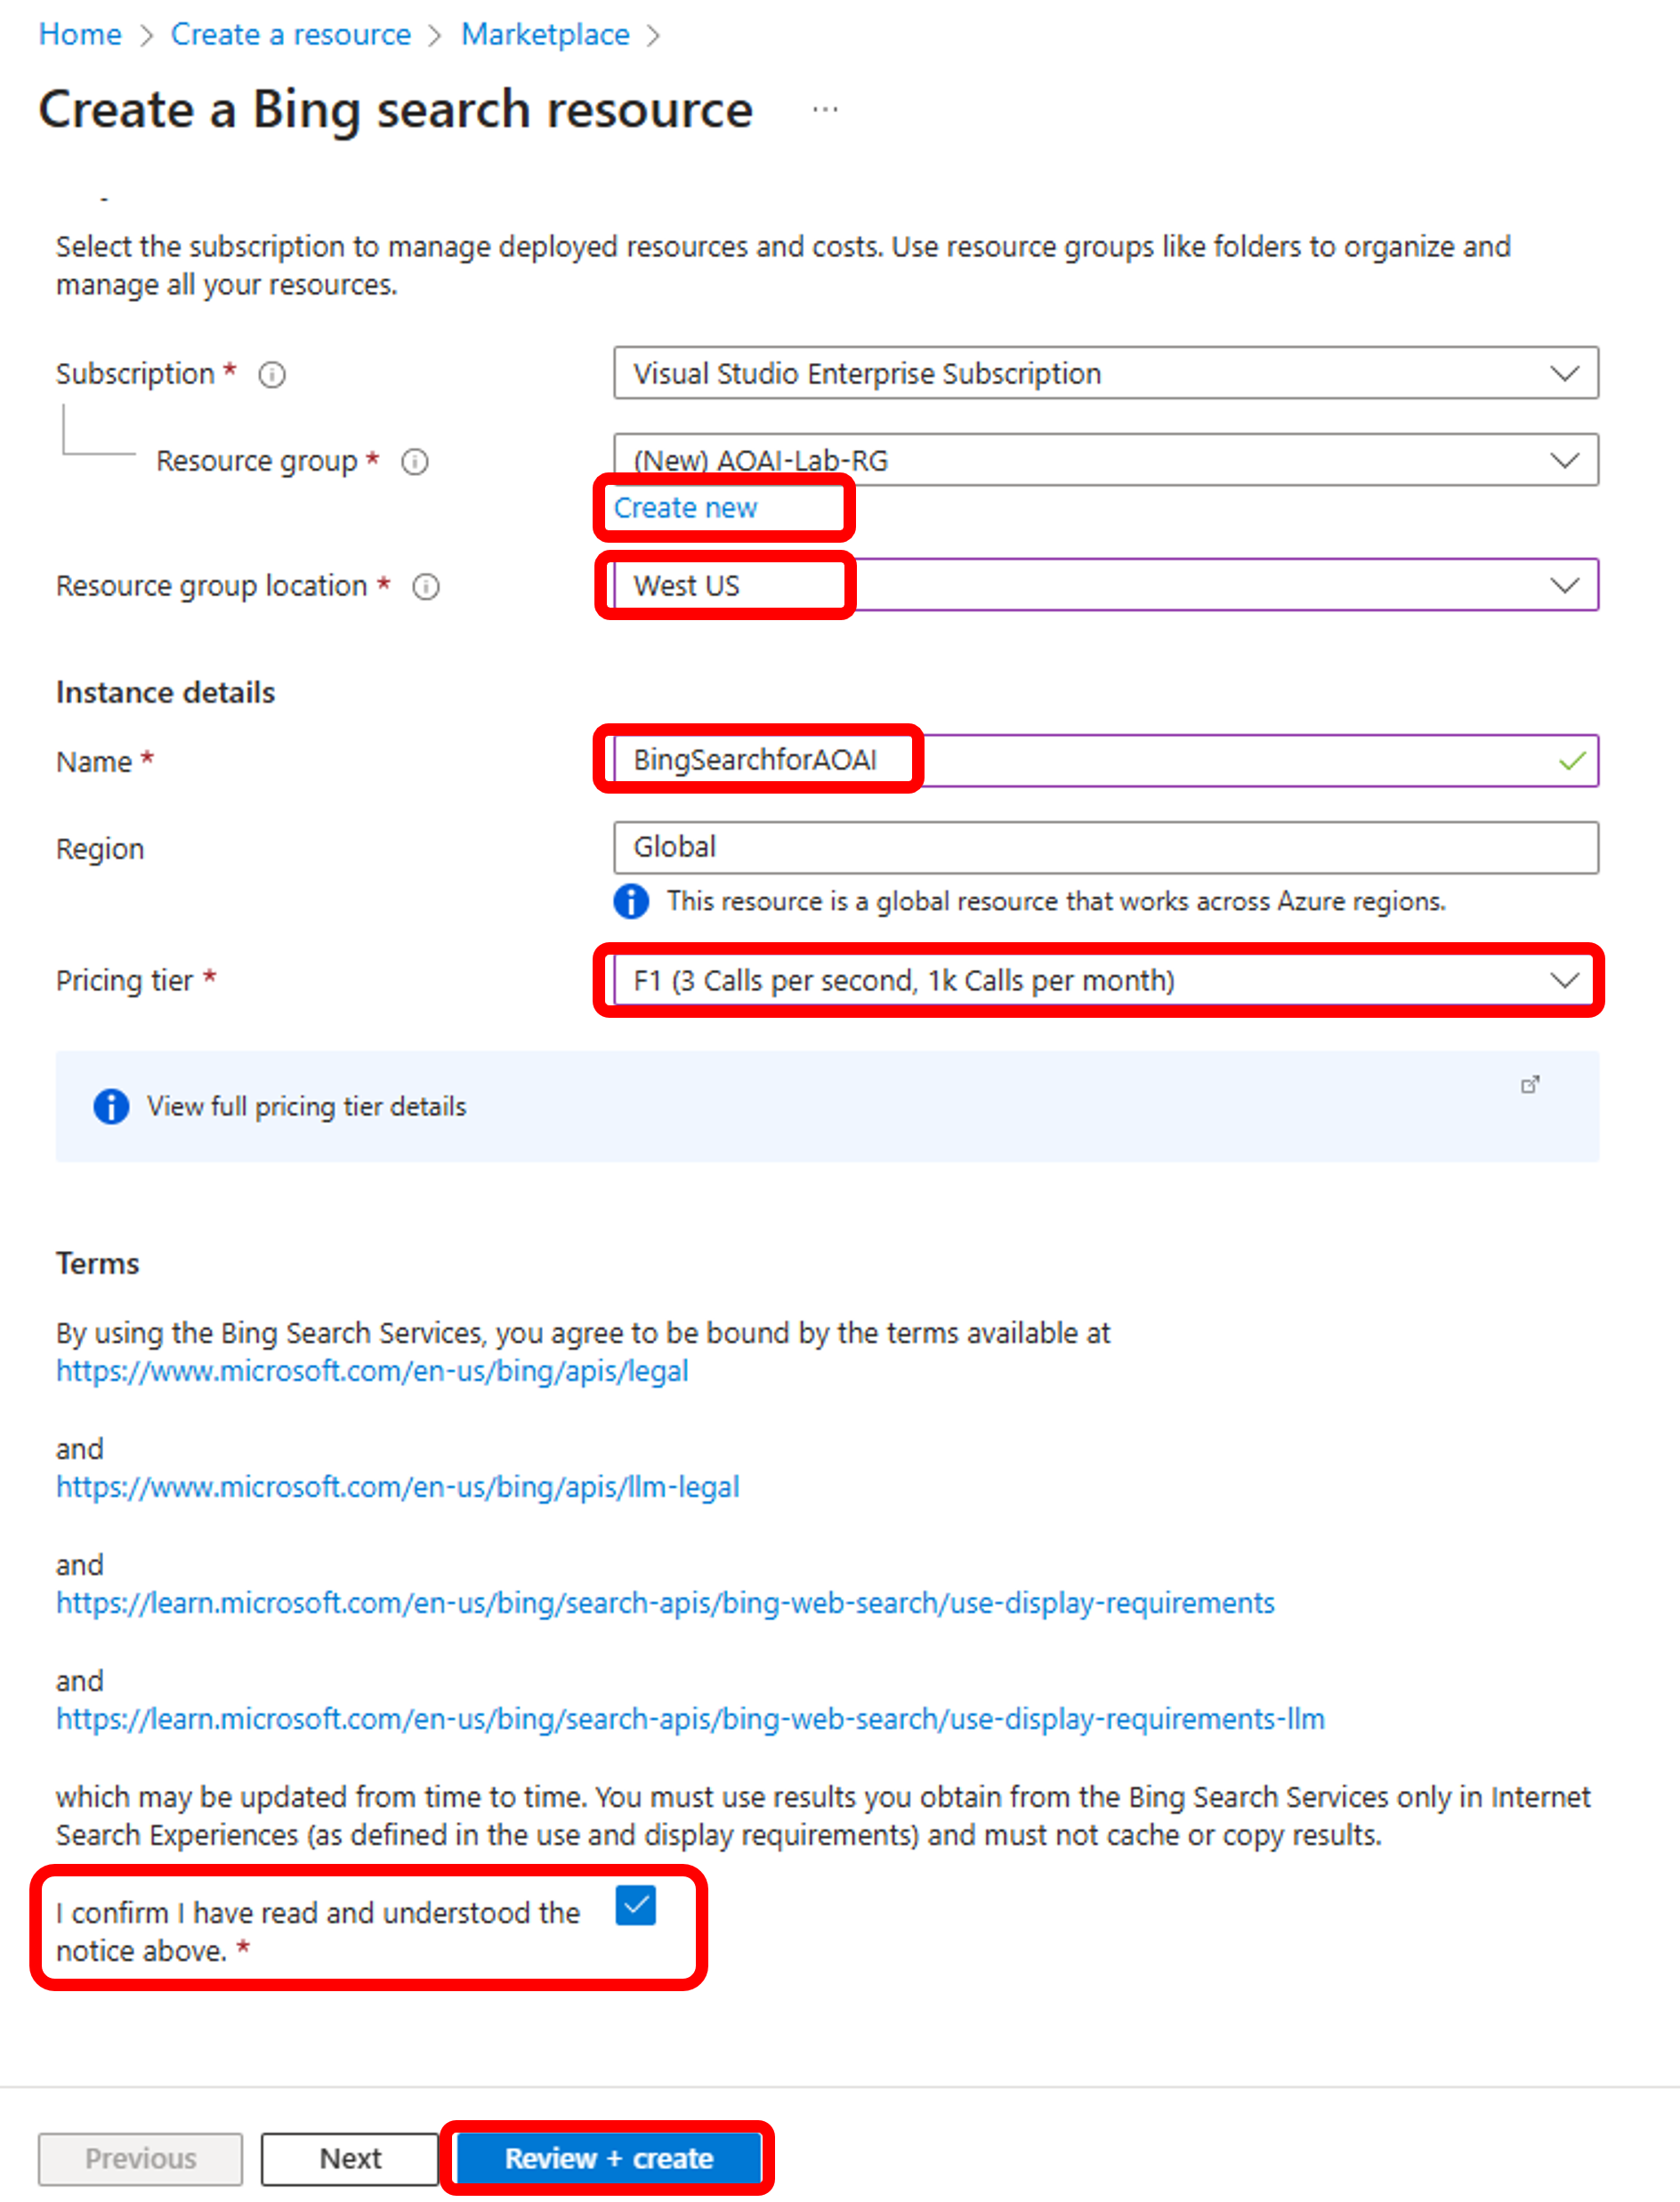 Home > Create a resource > Marketplace >
Create a Bing search resource ...
Select the subscription to manage deployed resources and costs. Use resource groups like folders to organize and
manage all your resources.
Subscription * Visual Studio Enterprise Subscription
Resource group * (New) AOAI-Lab-RG
Create new
Resource group location * West US
Instance details
Name * BingSearchforAOAI
Region Global
This resource is a global resource that works across Azure regions.
Pricing tier * F1 (3 Calls per second, 1k Calls per month)
View full pricing tier details
Terms
By using the Bing Search Services, you agree to be bound by the terms available at
https://www.microsoft.com/en-us/bing/apis/legal
and
https://www.microsoft.com/en-us/bing/apis/llm-legal
and
https://learn.microsoft.com/en-us/bing/search-apis/bing-web-search/use-display-requirements
and
https://learn.microsoft.com/en-us/bing/search-apis/bing-web-search/use-display-requirements-llm
which may be updated from time to time. You must use results you obtain from the Bing Search Services only in Internet
Search Experiences (as defined in the use and display requirements) and must not cache or copy results.
I confirm I have read and understood the
notice above. *
Previous Next Review + create